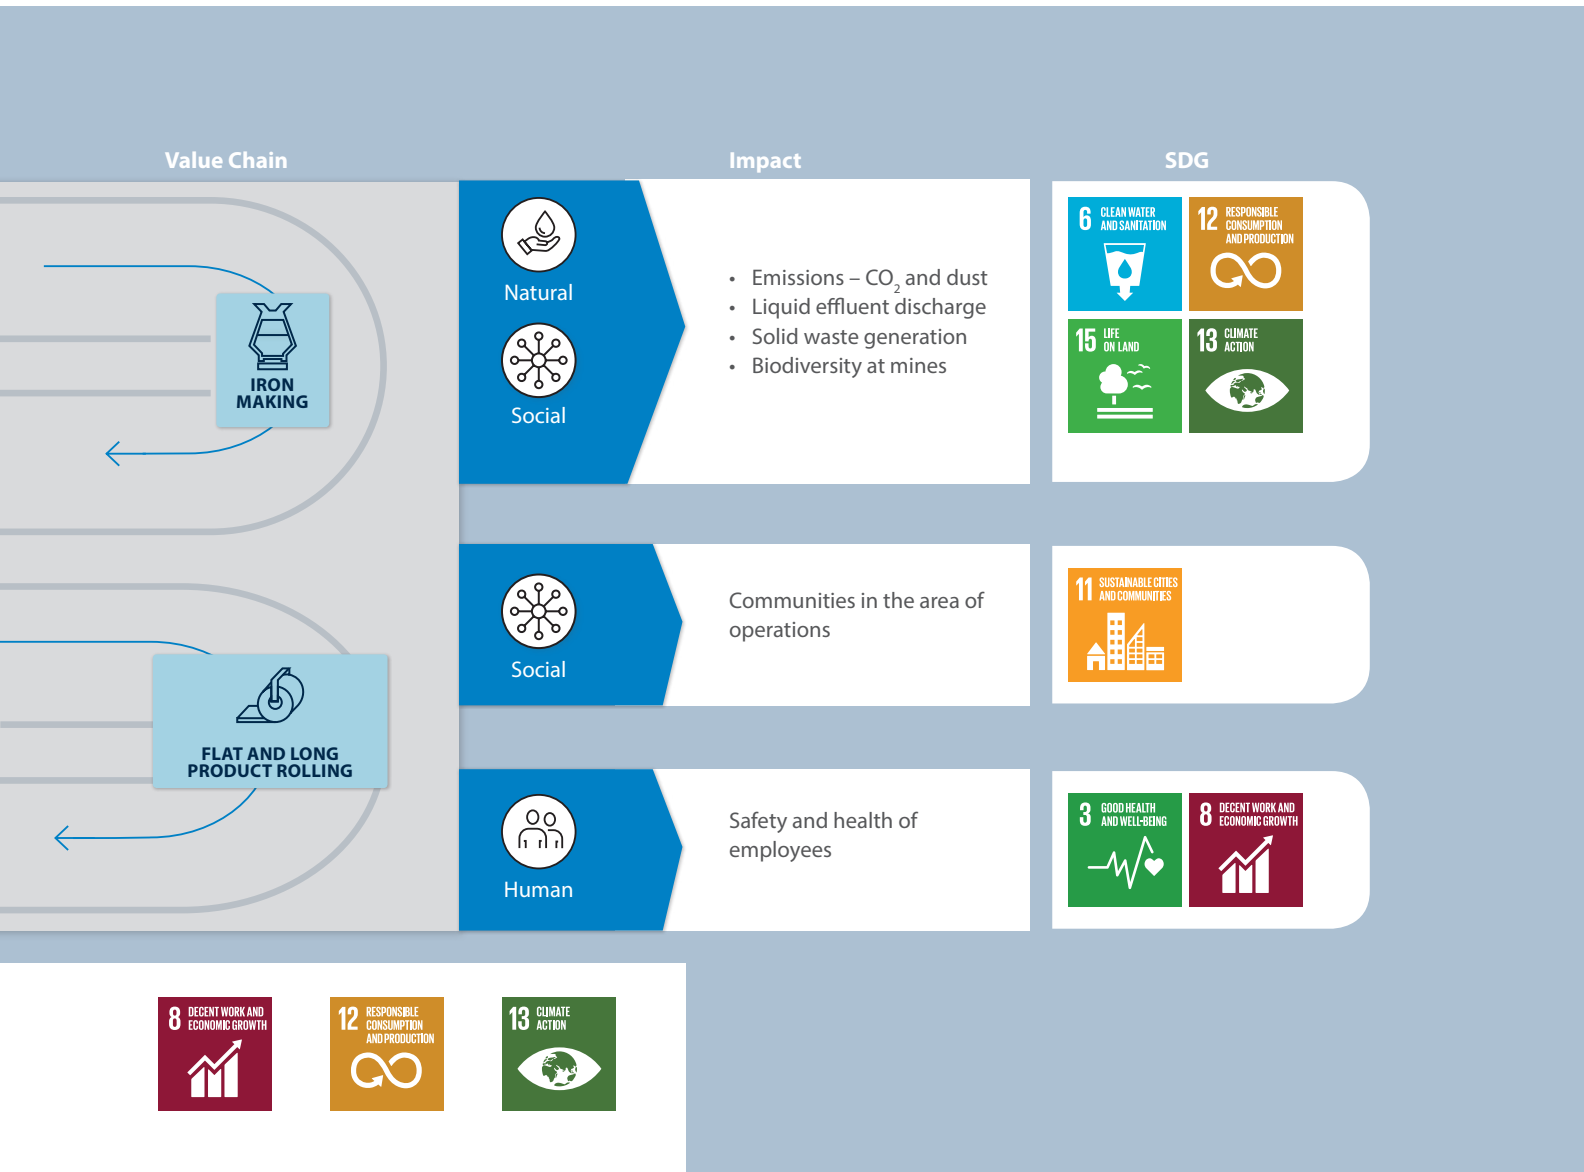 Value Chain
Impact
SDG
IRON
MAKING
FLAT AND LONG
PRODUCT ROLLING
Natural
Social
• Emissions – CO₂ and dust
• Liquid effluent discharge
• Solid waste generation
• Biodiversity at mines
6 CLEAN WATER
AND SANITATION
12 RESPONSIBLE
CONSUMPTION
AND PRODUCTION
15 LIFE
ON LAND
13 CLIMATE
ACTION
Social
Communities in the area of
operations
11 SUSTAINABLE CITIES
AND COMMUNITIES
Human
Safety and health of
employees
3 GOOD HEALTH
AND WELL-BEING
8 DECENT WORK AND
ECONOMIC GROWTH
8 DECENT WORK AND
ECONOMIC GROWTH
12 RESPONSIBLE
CONSUMPTION
AND PRODUCTION
13 CLIMATE
ACTION